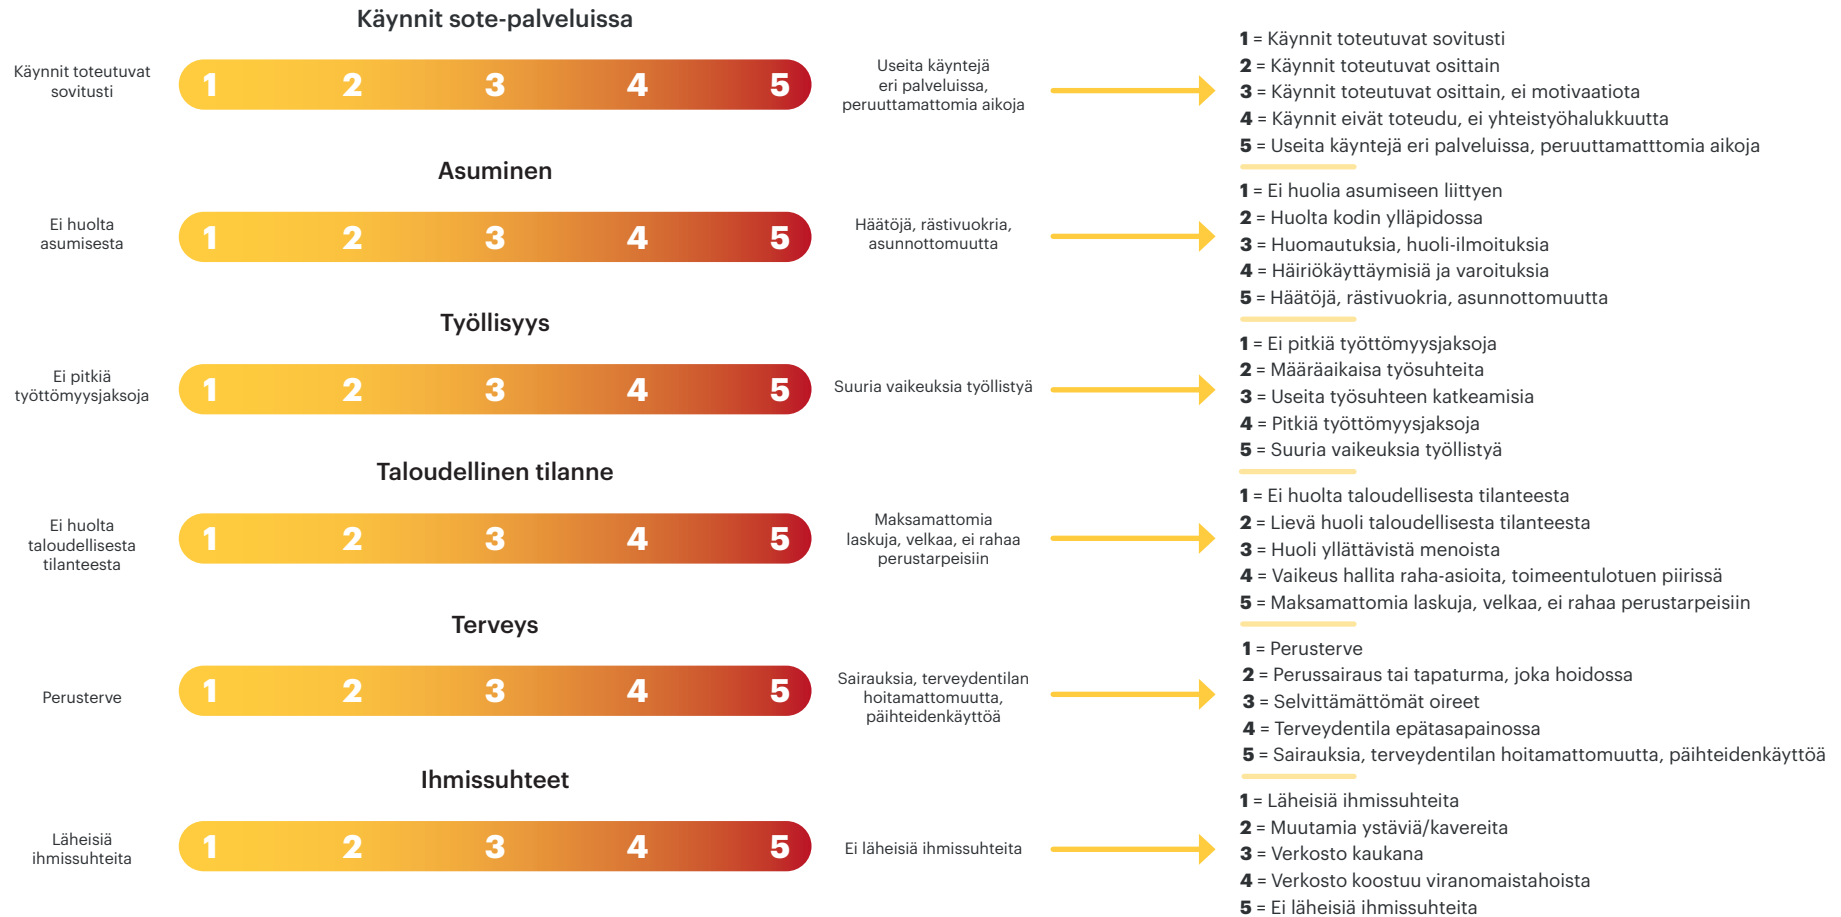 Käynnit sote-palveluissa
Käynnit toteutuvat
sovitusti
1 2 3 4 5
Useita käyntejä
eri palveluissa,
peruuttamattomia aikoja
1 = Käynnit toteutuvat sovitusti
2 = Käynnit toteutuvat osittain
3 = Käynnit toteutuvat osittain, ei motivaatiota
4 = Käynnit eivät toteudu, ei yhteistyöhalukkuutta
5 = Useita käyntejä eri palveluissa, peruuttamatttomia aikoja
Asuminen
Ei huolta
asumisesta
1 2 3 4 5
Häätöjä, rästivuokria,
asunnottomuutta
1 = Ei huolia asumiseen liittyen
2 = Huolta kodin ylläpidossa
3 = Huomautuksia, huoli-ilmoituksia
4 = Häiriökäyttäymisiä ja varoituksia
5 = Häätöjä, rästivuokria, asunnottomuutta
Työllisyys
Ei pitkiä
työttömyysjaksoja
1 2 3 4 5
Suuria vaikeuksia työllistyä
1 = Ei pitkiä työttömyysjaksoja
2 = Määräaikaisa työsuhteita
3 = Useita työsuhteen katkeamisia
4 = Pitkiä työttömyysjaksoja
5 = Suuria vaikeuksia työllistyä
Taloudellinen tilanne
Ei huolta
taloudellisesta
tilanteesta
1 2 3 4 5
Maksamattomia
laskuja, velkaa, ei rahaa
perustarpeisiin
1 = Ei huolta taloudellisesta tilanteesta
2 = Lievä huoli taloudellisesta tilanteesta
3 = Huoli yllättävistä menoista
4 = Vaikeus hallita raha-asioita, toimeentulotuen piirissä
5 = Maksamattomia laskuja, velkaa, ei rahaa perustarpeisiin
Terveys
Perusterve
1 2 3 4 5
Sairauksia, terveydentilan
hoitamattomuutta,
päihteidenkäyttöä
1 = Perusterve
2 = Perussairaus tai tapaturma, joka hoidossa
3 = Selvittämättömät oireet
4 = Terveydentila epätasapainossa
5 = Sairauksia, terveydentilan hoitamattomuutta, päihteidenkäyttöä
Ihmissuhteet
Läheisiä
ihmissuhteita
1 2 3 4 5
Ei läheisiä ihmissuhteita
1 = Läheisiä ihmissuhteita
2 = Muutamia ystäviä/kavereita
3 = Verkosto kaukana
4 = Verkosto koostuu viranomaistahoista
5 = Ei läheisiä ihmissuhteita